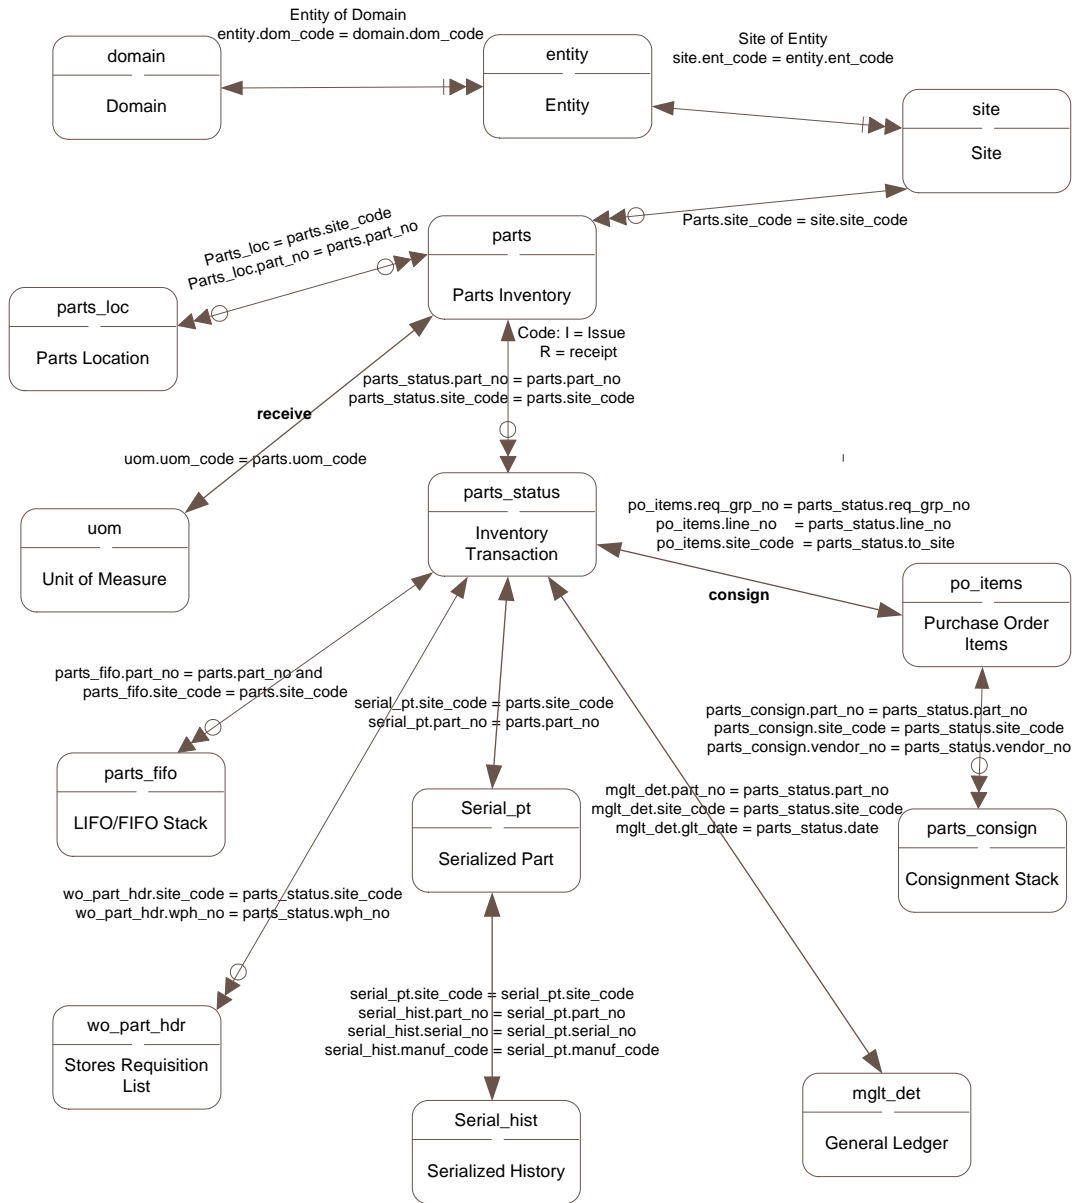 Entity of Domain
entity.dom_code = domain.dom_code
domain
Domain
entity
Entity
Site of Entity
site.ent_code = entity.ent_code
site
Site
Parts.site_code = site.site_code
Parts_loc = parts.site_code
Parts_loc.part_no = parts.part_no
parts
Parts Inventory
parts_loc
Parts Location
Code: I = Issue
R = receipt
parts_status.part_no = parts.part_no
parts_status.site_code = parts.site_code
receive
uom.uom_code = parts.uom_code
uom
Unit of Measure
parts_status
Inventory
Transaction
po_items.req_grp_no = parts_status.req_grp_no
po_items.line_no = parts_status.line_no
po_items.site_code = parts_status.to_site
consign
po_items
Purchase Order
Items
parts_fifo.part_no = parts.part_no and
parts_fifo.site_code = parts.site_code
serial_pt.site_code = parts.site_code
serial_pt.part_no = parts.part_no
parts_consign.part_no = parts_status.part_no
parts_consign.site_code = parts_status.site_code
parts_consign.vendor_no = parts_status.vendor_no
parts_fifo
LIFO/FIFO Stack
Serial_pt
Serialized Part
mglt_det.part_no = parts_status.part_no
mglt_det.site_code = parts_status.site_code
mglt_det.glt_date = parts_status.date
parts_consign
Consignment Stack
wo_part_hdr.site_code = parts_status.site_code
wo_part_hdr.wph_no = parts_status.wph_no
serial_pt.site_code = serial_pt.site_code
serial_hist.part_no = serial_pt.part_no
serial_hist.serial_no = serial_pt.serial_no
serial_hist.manuf_code = serial_pt.manuf_code
wo_part_hdr
Stores Requisition
List
Serial_hist
Serialized History
mglt_det
General Ledger